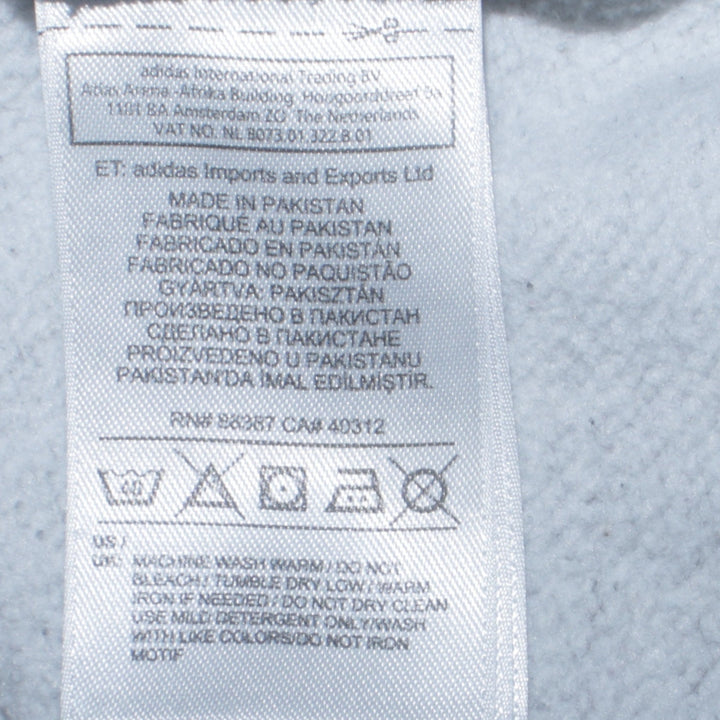 adidas International Trading BV
Atlas Arena -Afrika Building, Hoogoorddreef 9a
1101 BA Amsterdam ZO The Netherlands
VAT NO. NL 8073.01 322.B.01
ET: adidas Imports and Exports Ltd
MADE IN PAKISTAN
FABRIQUÉ AU PAKISTAN
FABRICADO EN PAKISTÁN
FABRICADO NO PAQUISTÃO
GYÁRTVA: PAKISZTÁN
ПРОИЗВЕДЕНО В ПАКИСТАН
СДЕЛАНО В ПАКИСТАНЕ
PROIZVEDENO U PAKISTANU
PAKISTAN'DA İMAL EDİLMİŞTİR.
RN# 88387 CA# 40312
40
US /
UK: MACHINE WASH WARM / DO NOT
BLEACH / TUMBLE DRY LOW / WARM
IRON IF NEEDED / DO NOT DRY CLEAN
USE MILD DETERGENT ONLY/WASH
WITH LIKE COLORS/DO NOT IRON
MOTIF